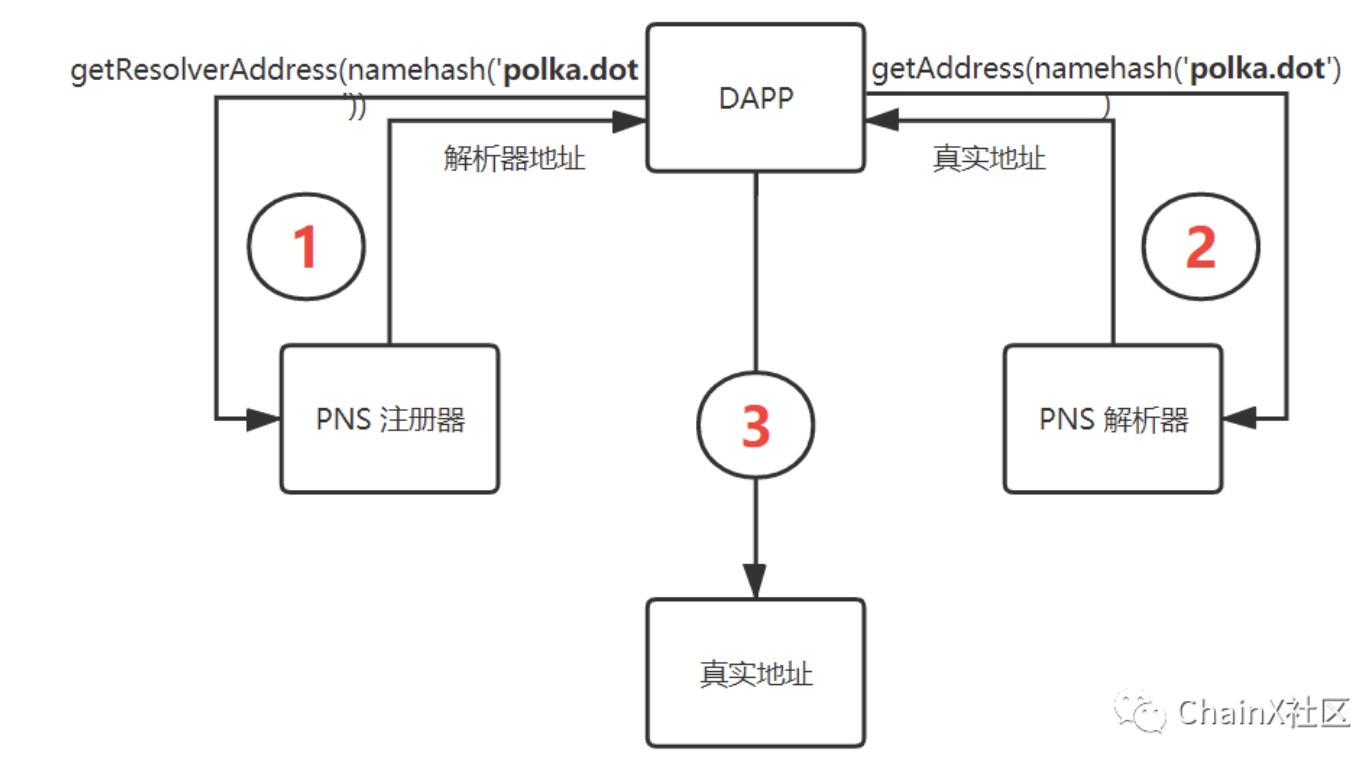 getResolverAddress(namehash('polka.dot
'))
DAPP
getAddress(namehash('polka.dot')
)
解析器地址
真实地址
1
2
PNS 注册器
3
PNS 解析器
真实地址
ChainX社区